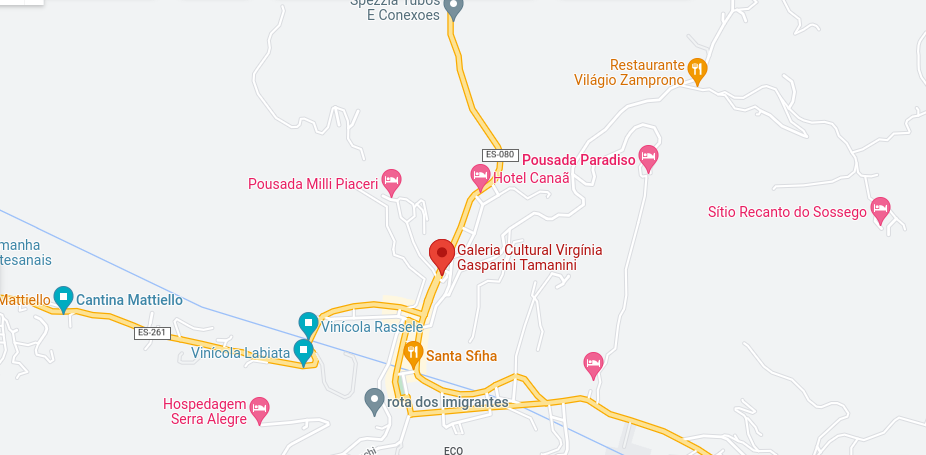 Spezzia Tubos
E Conexoes
Restaurante
Világio Zamprono
ES-080
Pousada Paradiso
Hotel Canaã
Pousada Milli Piaceri
Sítio Recanto do Sossego
manha
tesanais
Galeria Cultural Virgínia
Gasparini Tamanini
Mattiello
Cantina Mattiello
ES-261
Vinícola Rassele
Vinícola Labiata
Santa Sfiha
Hospedagem
Serra Alegre
rota dos imigrantes
chi
ECO